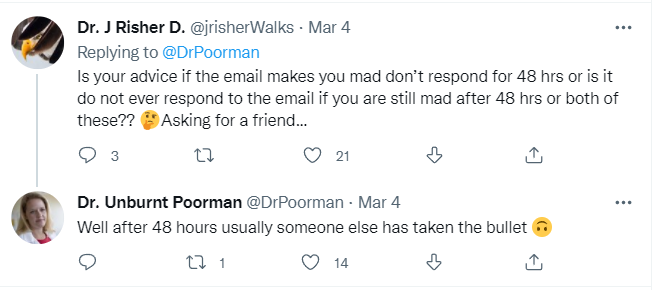 Dr. J Risher D. @jrisherWalks · Mar 4
Replying to @DrPoorman
Is your advice if the email makes you mad don’t respond for 48 hrs or is it
do not ever respond to the email if you are still mad after 48 hrs or both of
these?? 🤔 Asking for a friend...
3 21
Dr. Unburnt Poorman @DrPoorman · Mar 4
Well after 48 hours usually someone else has taken the bullet 🙃
1 14